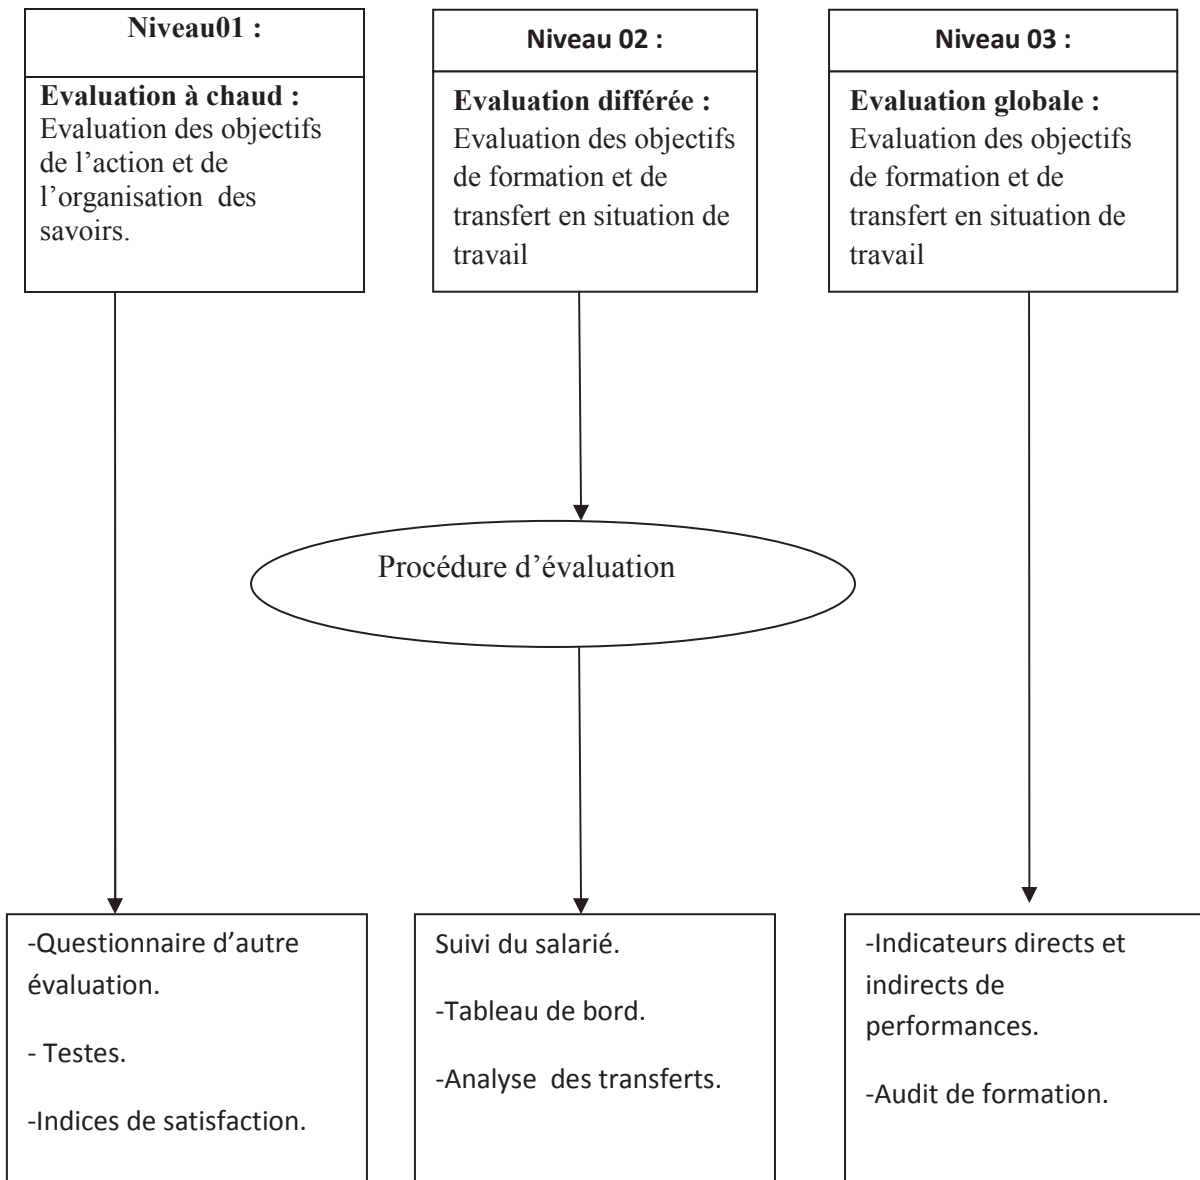 Niveau01 :
Evaluation à chaud :
Evaluation des objectifs
de l’action et de
l’organisation des
savoirs.
Niveau 02 :
Evaluation différée :
Evaluation des objectifs
de formation et de
transfert en situation de
travail
Niveau 03 :
Evaluation globale :
Evaluation des objectifs
de formation et de
transfert en situation de
travail
Procédure d’évaluation
-Questionnaire d’autre
évaluation.
- Testes.
-Indices de satisfaction.
Suivi du salarié.
-Tableau de bord.
-Analyse des transferts.
-Indicateurs directs et
indirects de
performances.
-Audit de formation.